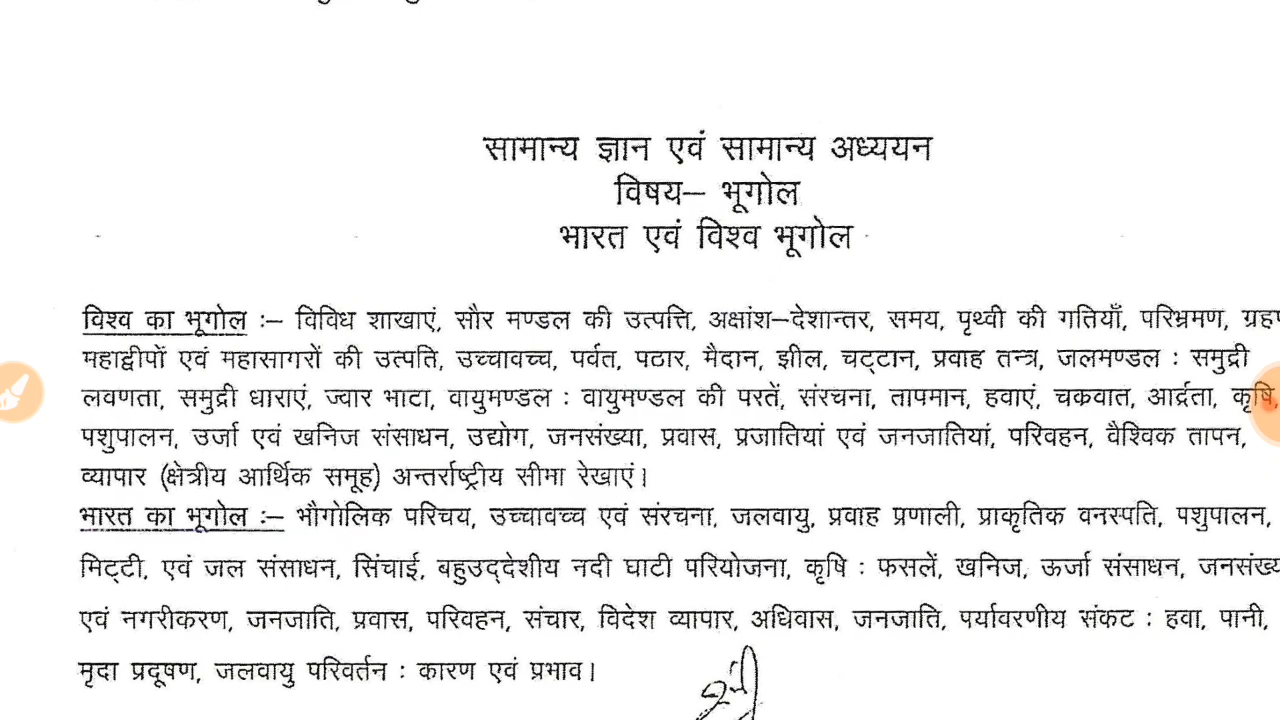 सामान्य ज्ञान एवं सामान्य अध्ययन
विषय– भूगोल
भारत एवं विश्व भूगोल
विश्व का भूगोल :– विविध शाखाएं, सौर मण्डल की उत्पत्ति, अक्षांश–देशान्तर, समय, पृथ्वी की गतियाँ, परिभ्रमण,
महाद्वीपों एवं महासागरों की उत्पति, उच्चावच्च, पर्वत, पठार, मैदान, झील, चट्टान, प्रवाह तन्त्र, जलमण्डल : समुद्री
लवणता, समुद्री धाराएं, ज्वार भाटा, वायुमण्डल : वायुमण्डल की परतें, संरचना, तापमान, हवाएं, चक्रवात, आर्द्रता, कृषि,
पशुपालन, उर्जा एवं खनिज संसाधन, उद्योग, जनसंख्या, प्रवास, प्रजातियां एवं जनजातियां, परिवहन, वैश्विक तापन,
व्यापार (क्षेत्रीय आर्थिक समूह) अन्तर्राष्ट्रीय सीमा रेखाएं।
भारत का भूगोल :– भौगोलिक परिचय, उच्चावच्च एवं संरचना, जलवायु, प्रवाह प्रणाली, प्राकृतिक वनस्पति, पशुपालन,
मिट्टी, एवं जल संसाधन, सिंचाई, बहुउद्देशीय नदी घाटी परियोजना, कृषि : फसलें, खनिज, ऊर्जा संसाधन,
एवं नगरीकरण, जनजाति, प्रवास, परिवहन, संचार, विदेश व्यापार, अधिवास, जनजाति, पर्यावरणीय संकट : हवा, पानी,
मृदा प्रदूषण, जलवायु परिवर्तन : कारण एवं प्रभाव।